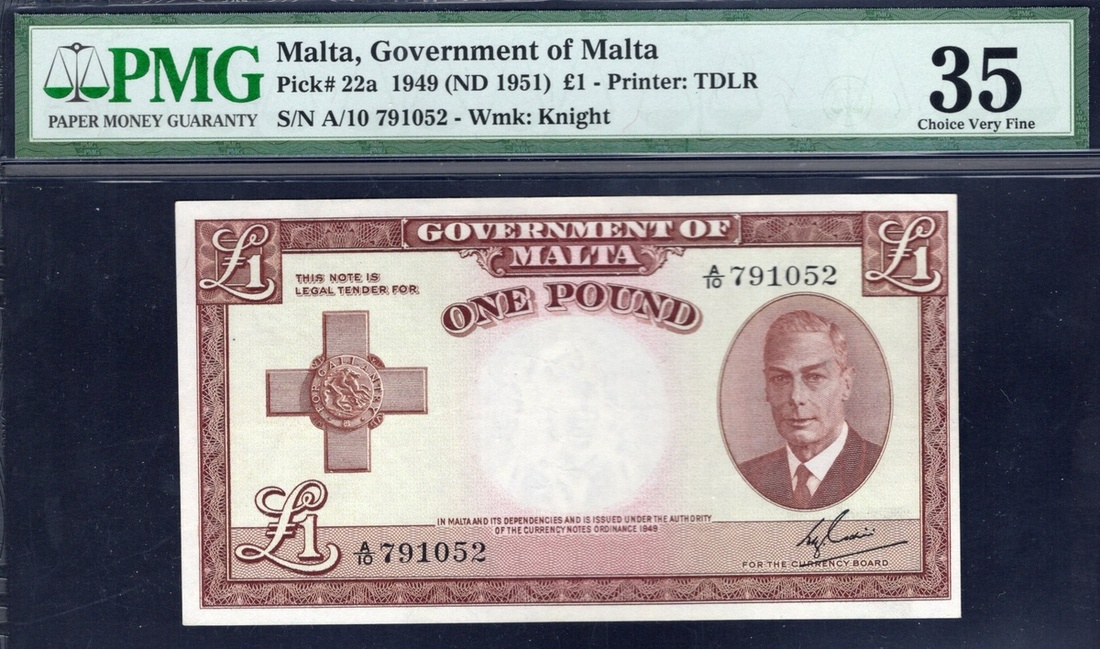 PMG
PAPER MONEY GUARANTY
Malta, Government of Malta
Pick# 22a 1949 (ND 1951) £1 - Printer: TDLR
S/N A/10 791052 - Wmk: Knight
35
Choice Very Fine
£1
GOVERNMENT OF
MALTA
£1
THIS NOTE IS
LEGAL TENDER FOR
A/10 791052
ONE POUND
FOR GALLANTRY
£1
IN MALTA AND ITS DEPENDENCIES AND IS ISSUED UNDER THE AUTHORITY
OF THE CURRENCY NOTES ORDINANCE 1949
A/10 791052
FOR THE CURRENCY BOARD